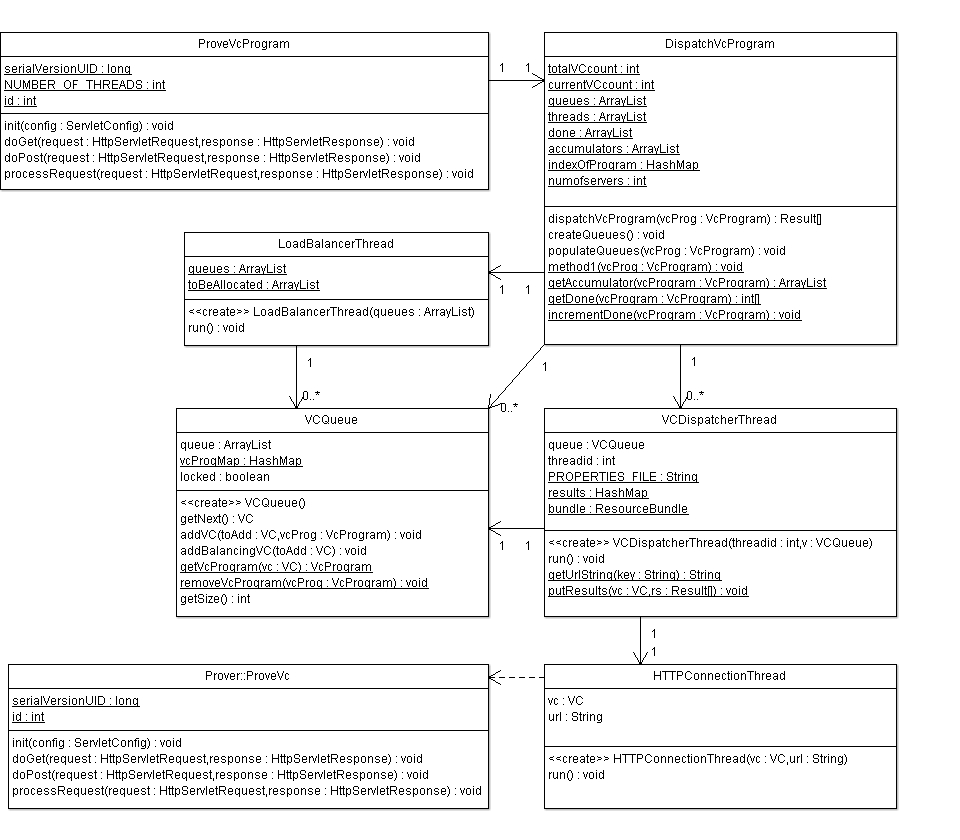 ProveVcProgram
serialVersionUID : long
NUMBER_OF_THREADS : int
id : int
init(config : ServletConfig) : void
doGet(request : HttpServletRequest,response : HttpServletResponse) : void
doPost(request : HttpServletRequest,response : HttpServletResponse) : void
processRequest(request : HttpServletRequest,response : HttpServletResponse) : void
1
1
DispatchVcProgram
totalVCcount : int
currentVCcount : int
queues : ArrayList
threads : ArrayList
done : ArrayList
accumulators : ArrayList
indexOfProgram : HashMap
numofservers : int
dispatchVcProgram(vcProg : VcProgram) : Result[]
createQueues() : void
populateQueues(vcProg : VcProgram) : void
method1(vcProg : VcProgram) : void
getAccumulator(vcProgram : VcProgram) : ArrayList
getDone(vcProgram : VcProgram) : int[]
incrementDone(vcProgram : VcProgram) : void
LoadBalancerThread
queues : ArrayList
toBeAllocated : ArrayList
<<create>> LoadBalancerThread(queues : ArrayList)
run() : void
1
1
1
0..*
1
0..*
1
0..*
VCQueue
queue : ArrayList
vcProgMap : HashMap
locked : boolean
<<create>> VCQueue()
getNext() : VC
addVC(toAdd : VC,vcProg : VcProgram) : void
addBalancingVC(toAdd : VC) : void
getVcProgram(vc : VC) : VcProgram
removeVcProgram(vcProg : VcProgram) : void
getSize() : int
1
1
VCDispatcherThread
queue : VCQueue
threadid : int
PROPERTIES_FILE : String
results : HashMap
bundle : ResourceBundle
<<create>> VCDispatcherThread(threadid : int,v : VCQueue)
run() : void
getUrlString(key : String) : String
putResults(vc : VC,rs : Result[]) : void
1
1
Prover::ProveVc
serialVersionUID : long
id : int
init(config : ServletConfig) : void
doGet(request : HttpServletRequest,response : HttpServletResponse) : void
doPost(request : HttpServletRequest,response : HttpServletResponse) : void
processRequest(request : HttpServletRequest,response : HttpServletResponse) : void
HTTPConnectionThread
vc : VC
url : String
<<create>> HTTPConnectionThread(vc : VC,url : String)
run() : void